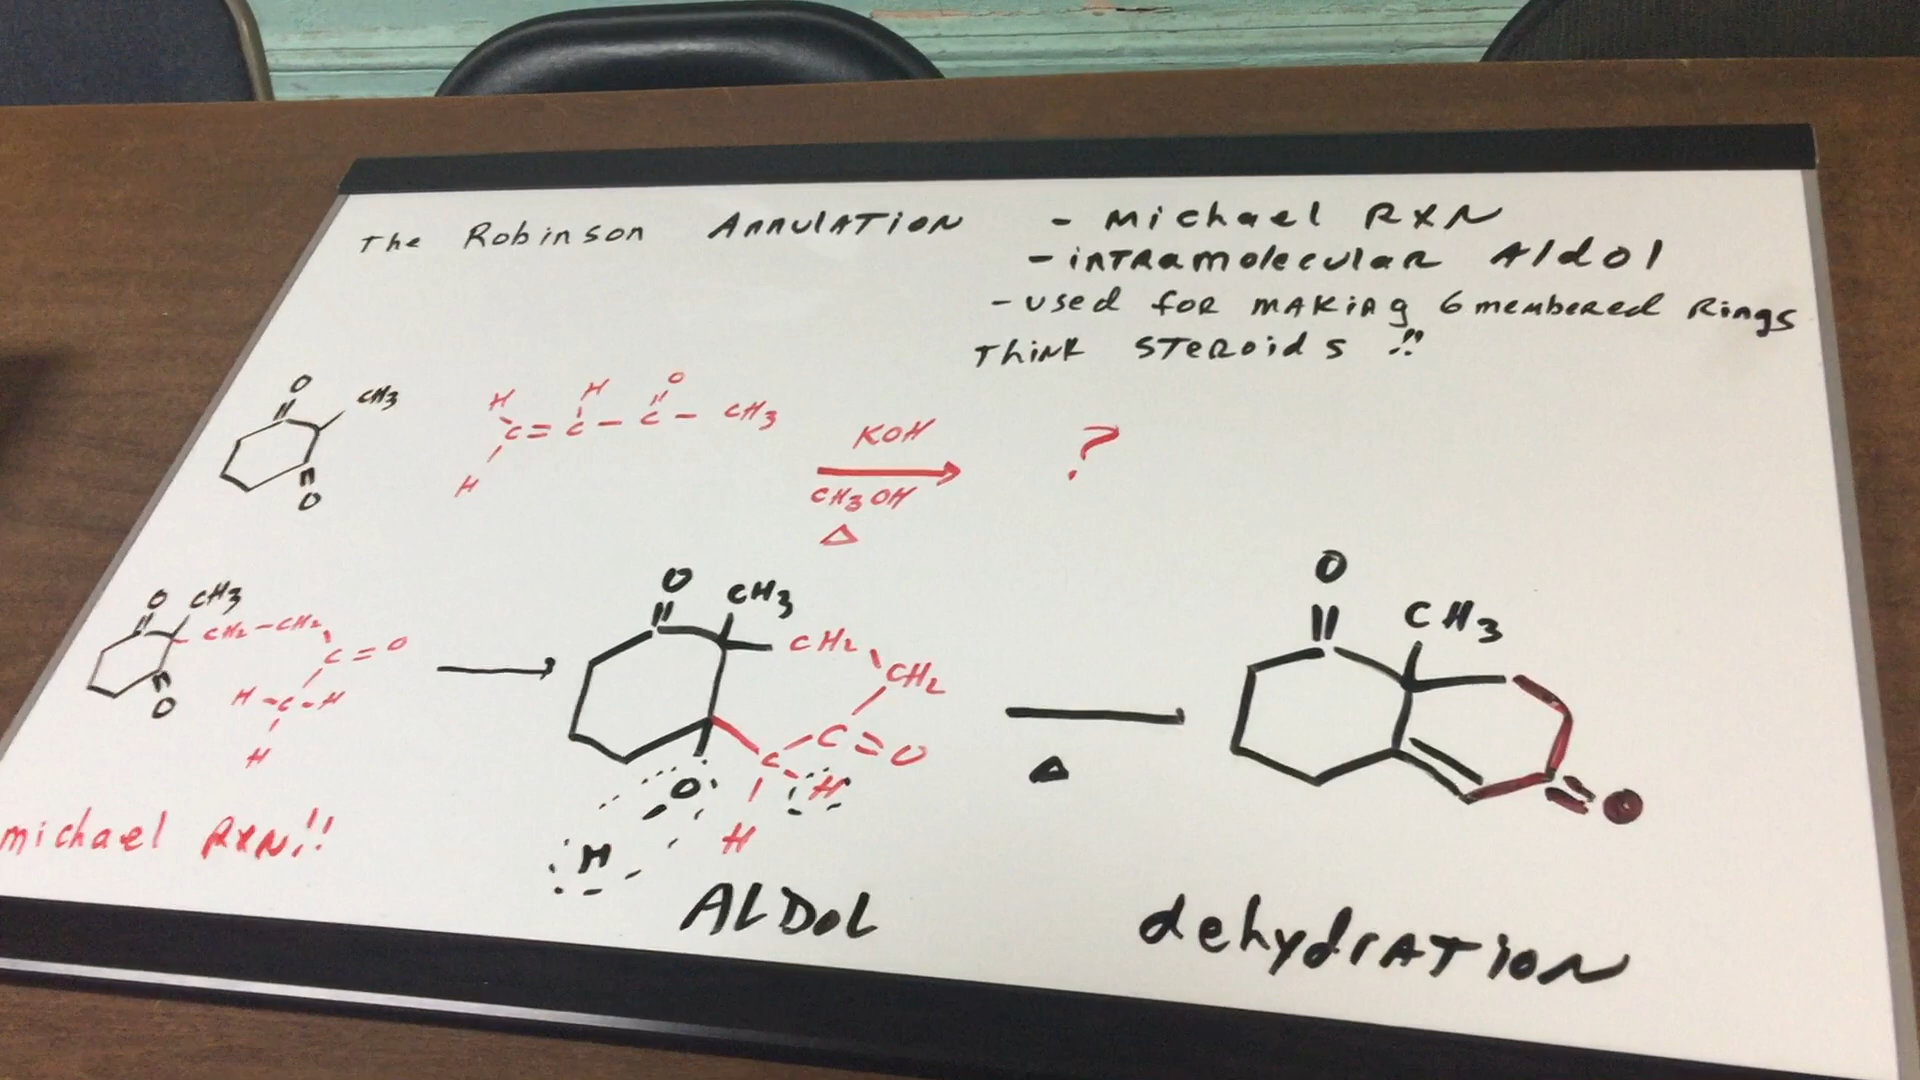 The Robinson Annulation
- Michael RXN
- intramolecular Aldol
- used for making 6 membered Rings
Think Steroids !!
O
CH3
O
H
H
O
C = C - C - CH3
H
KOH
CH3OH
Δ
?
O
CH3
CH2-CH2
C=O
O
H-C-H
H
michael RXN!!
O
CH3
CH2
CH2
C=O
C
O
H
H
H
ALDOL
Δ
O
CH3
O
dehydration